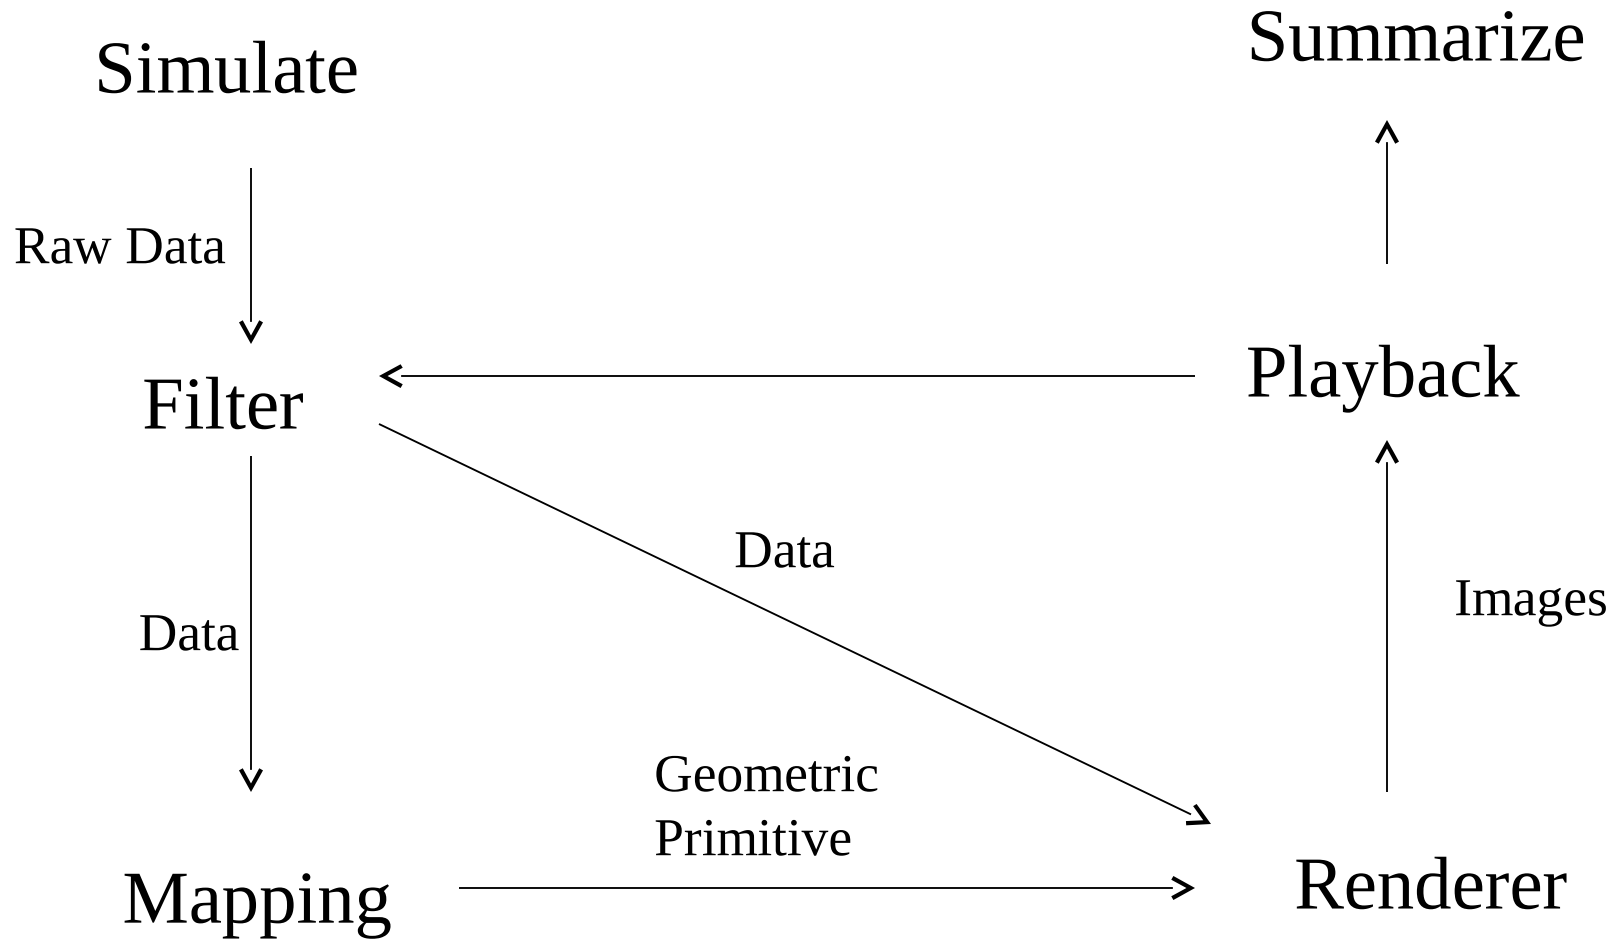 Simulate
Summarize
Raw Data
Filter
Playback
Data
Images
Data
Geometric
Primitive
Mapping
Renderer